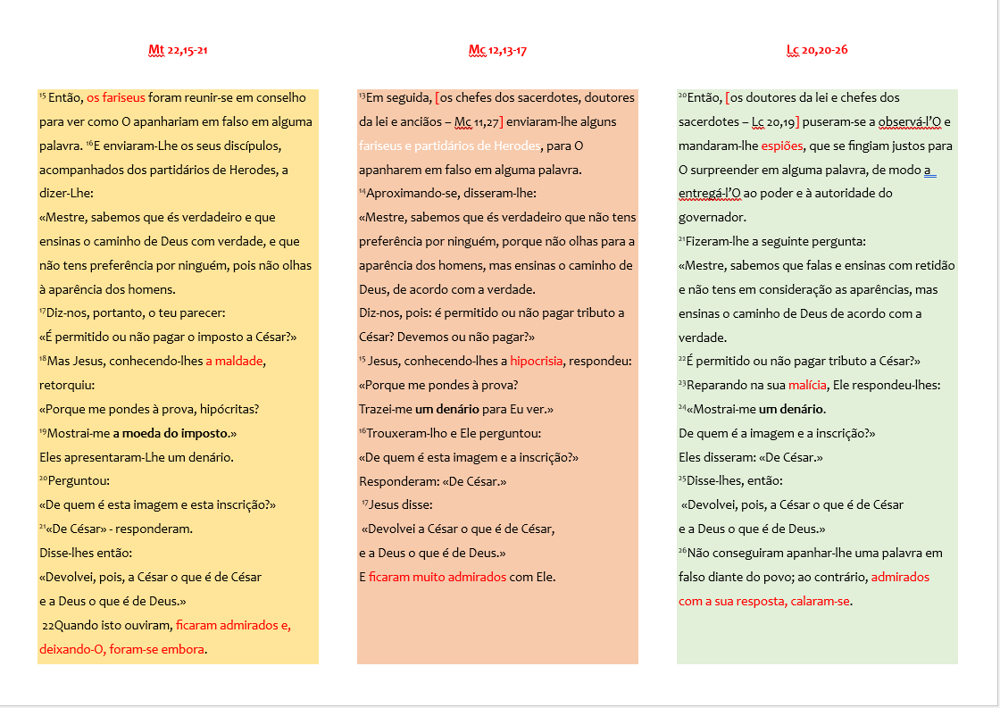 Mt 22,15-21
¹⁵ Então, os fariseus foram reunir-se em conselho
para ver como O apanhariam em falso em alguma
palavra. ¹⁶E enviaram-Lhe os seus discípulos,
acompanhados dos partidários de Herodes, a
dizer-Lhe:
«Mestre, sabemos que és verdadeiro e que
ensinas o caminho de Deus com verdade, e que
não tens preferência por ninguém, pois não olhas
à aparência dos homens.
¹⁷Diz-nos, portanto, o teu parecer:
«É permitido ou não pagar o imposto a César?»
¹⁸Mas Jesus, conhecendo-lhes a maldade,
retorquiu:
«Porque me pondes à prova, hipócritas?
¹⁹Mostrai-me a moeda do imposto.»
Eles apresentaram-Lhe um denário.
²⁰Perguntou:
«De quem é esta imagem e esta inscrição?»
²¹«De César» - responderam.
Disse-lhes então:
«Devolvei, pois, a César o que é de César
e a Deus o que é de Deus.»
22Quando isto ouviram, ficaram admirados e,
deixando-O, foram-se embora.
Mc 12,13-17
¹³Em seguida, [os chefes dos sacerdotes, doutores
da lei e anciãos – Mc 11,27] enviaram-lhe alguns
fariseus e partidários de Herodes, para O
apanharem em falso em alguma palavra.
¹⁴Aproximando-se, disseram-lhe:
«Mestre, sabemos que és verdadeiro que não tens
preferência por ninguém, porque não olhas para a
aparência dos homens, mas ensinas o caminho de
Deus, de acordo com a verdade.
Diz-nos, pois: é permitido ou não pagar tributo a
César? Devemos ou não pagar?»
¹⁵ Jesus, conhecendo-lhes a hipocrisia, respondeu:
«Porque me pondes à prova?
Trazei-me um denário para Eu ver.»
¹⁶Trouxeram-lho e Ele perguntou:
«De quem é esta imagem e a inscrição?»
Responderam: «De César.»
¹⁷Jesus disse:
«Devolvei a César o que é de César,
e a Deus o que é de Deus.»
E ficaram muito admirados com Ele.
Lc 20,20-26
²⁰Então, [os doutores da lei e chefes dos
sacerdotes – Lc 20,19] puseram-se a observá-l’O e
mandaram-lhe espiões, que se fingiam justos para
O surpreender em alguma palavra, de modo a
entregá-l’O ao poder e à autoridade do
governador.
²¹Fizeram-lhe a seguinte pergunta:
«Mestre, sabemos que falas e ensinas com retidão
e não tens em consideração as aparências, mas
ensinas o caminho de Deus de acordo com a
verdade.
²²É permitido ou não pagar tributo a César?»
²³Reparando na sua malícia, Ele respondeu-lhes:
²⁴«Mostrai-me um denário.
De quem é a imagem e a inscrição?»
Eles disseram: «De César.»
²⁵Disse-lhes, então:
«Devolvei, pois, a César o que é de César
e a Deus o que é de Deus.»
²⁶Não conseguiram apanhar-lhe uma palavra em
falso diante do povo; ao contrário, admirados
com a sua resposta, calaram-se.